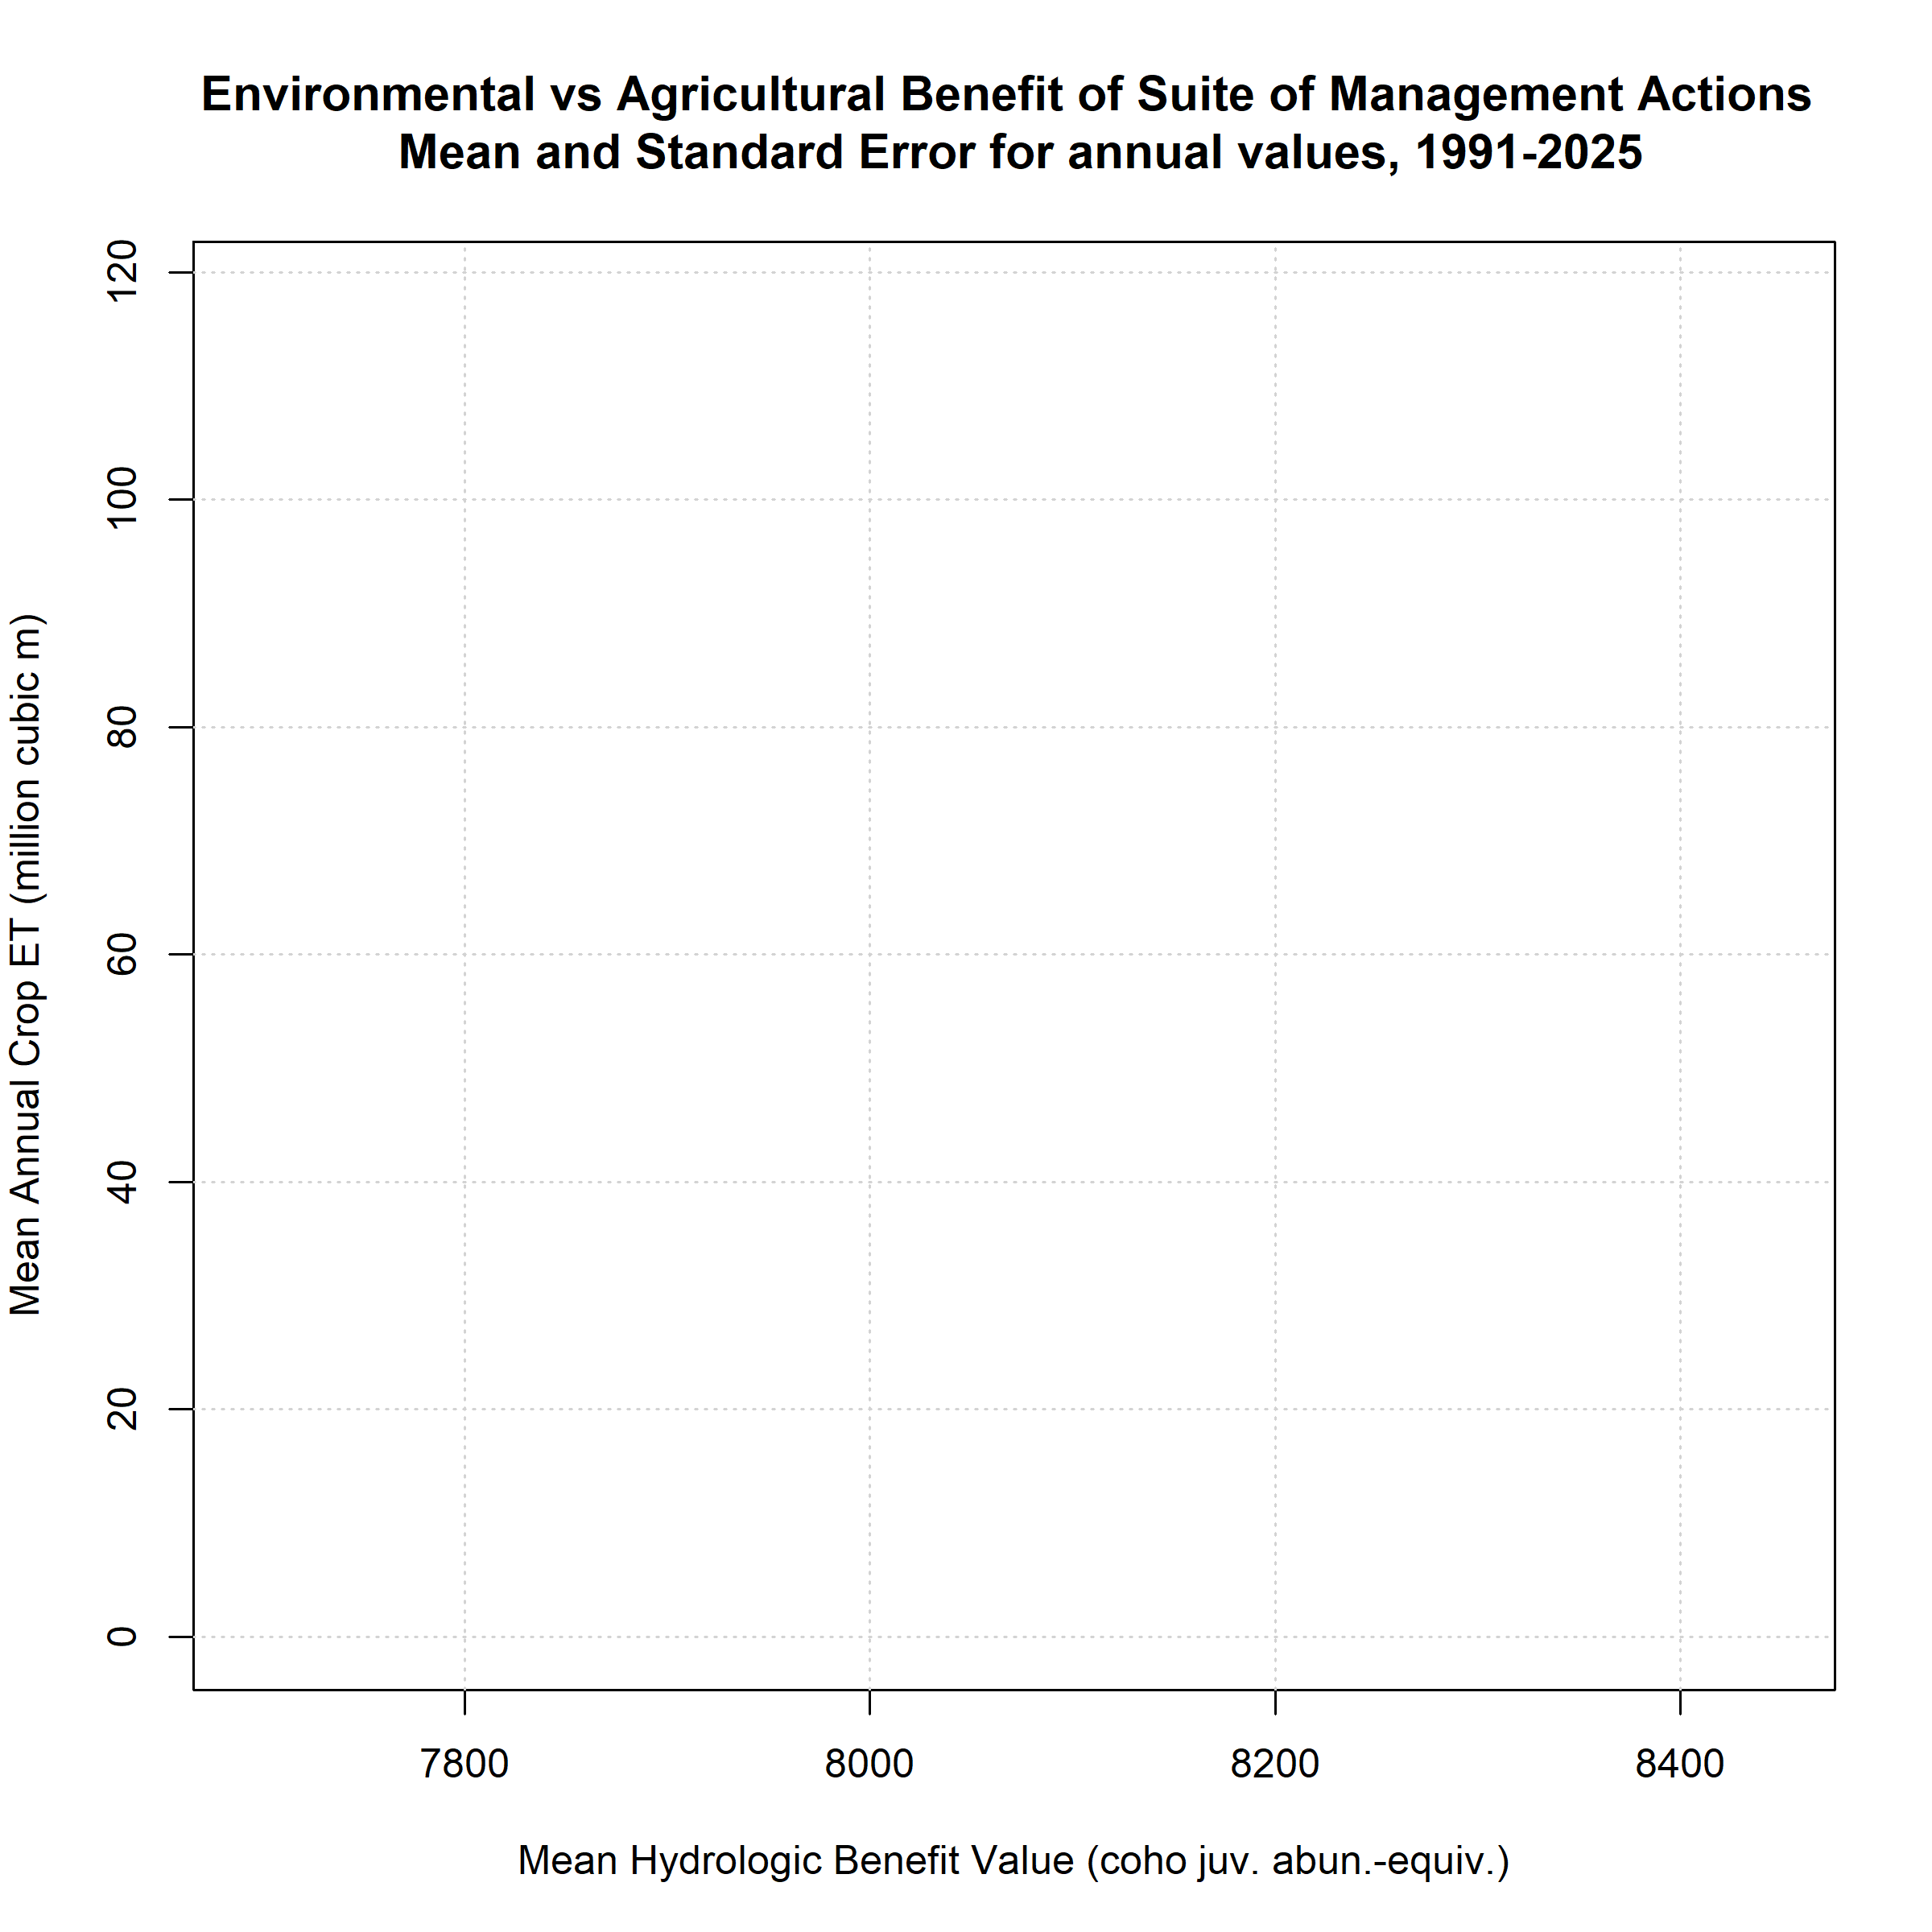 Environmental vs Agricultural Benefit of Suite of Management Actions
Mean and Standard Error for annual values, 1991-2025
120
100
80
60
40
20
0
Mean Annual Crop ET (million cubic m)
7800 8000 8200 8400
Mean Hydrologic Benefit Value (coho juv. abun.-equiv.)